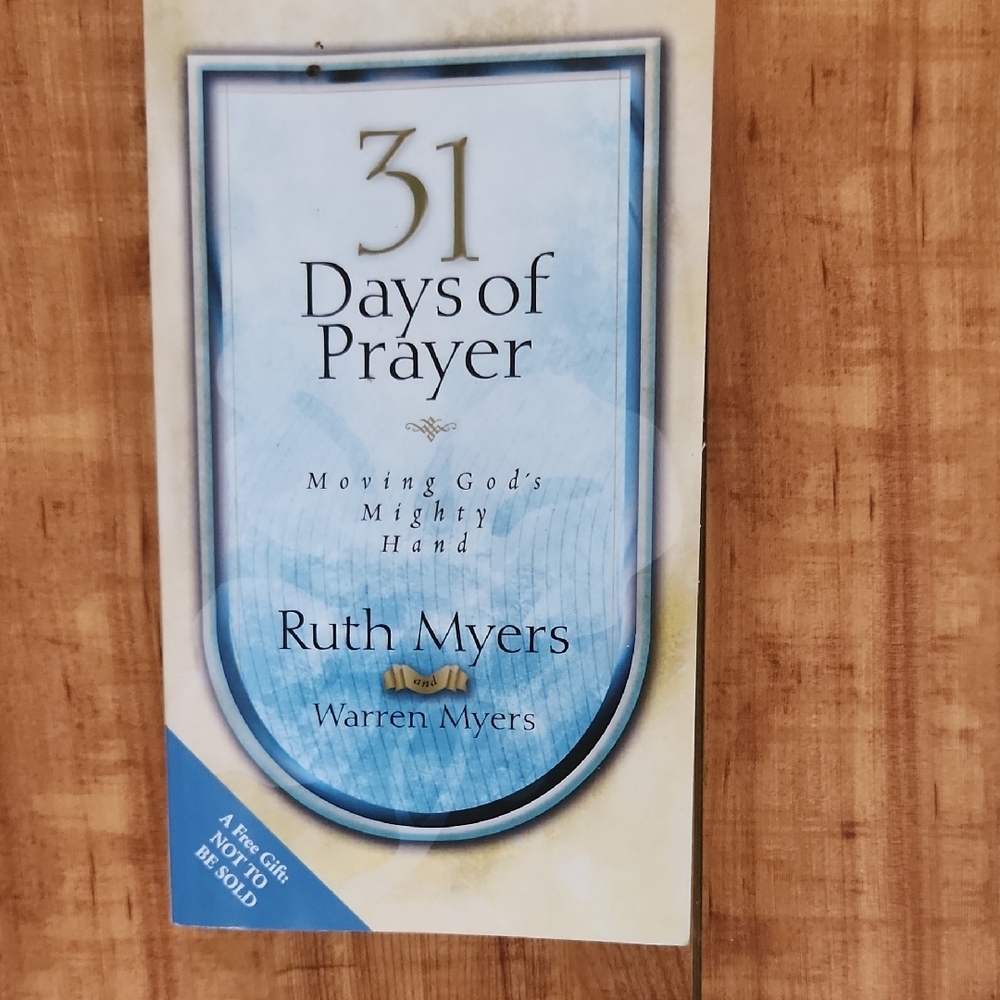 31
Days of
Prayer
Moving God's
Mighty
Hand
Ruth Myers
and
Warren Myers
A Free Gift:
NOT TO
BE SOLD